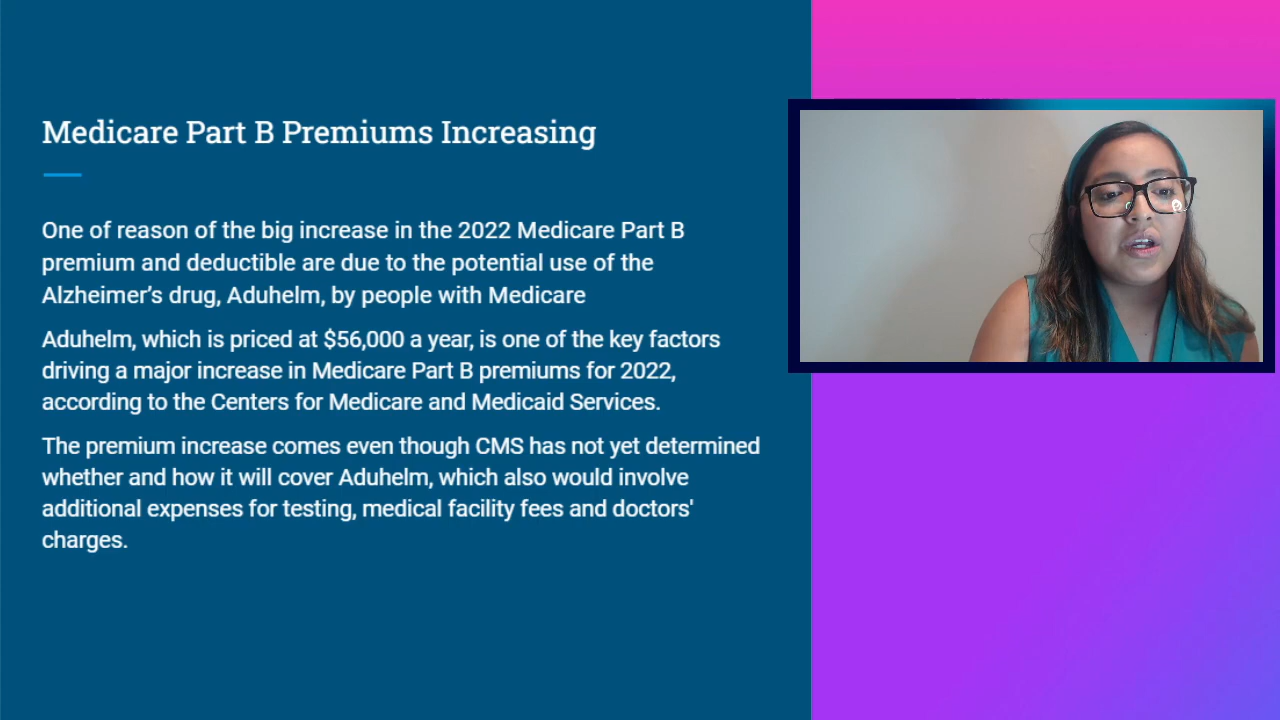 Medicare Part B Premiums Increasing
One of reason of the big increase in the 2022 Medicare Part B
premium and deductible are due to the potential use of the
Alzheimer’s drug, Aduhelm, by people with Medicare
Aduhelm, which is priced at $56,000 a year, is one of the key factors
driving a major increase in Medicare Part B premiums for 2022,
according to the Centers for Medicare and Medicaid Services.
The premium increase comes even though CMS has not yet determined
whether and how it will cover Aduhelm, which also would involve
additional expenses for testing, medical facility fees and doctors'
charges.